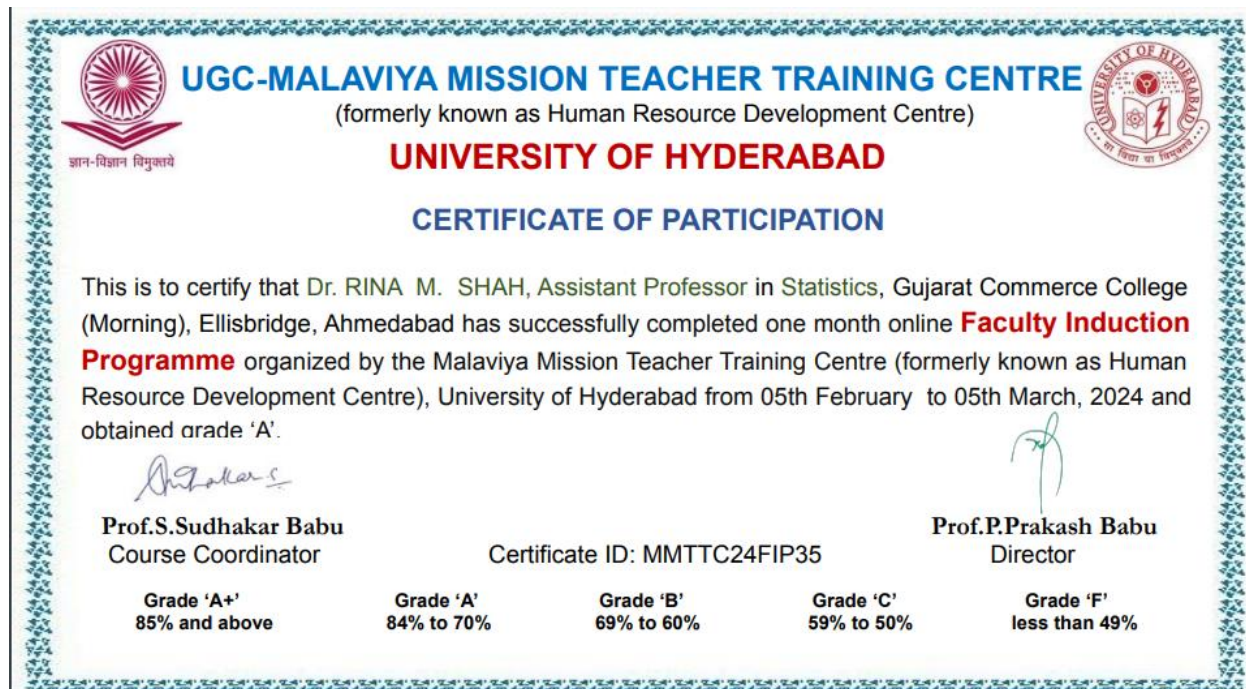 UGC-MALAVIYA MISSION TEACHER TRAINING CENTRE
(formerly known as Human Resource Development Centre)
UNIVERSITY OF HYDERABAD
ज्ञान-विज्ञान विमुक्तये
UNIVERSITY OF HYDERABAD
सा विद्या या विमुक्तये
CERTIFICATE OF PARTICIPATION
This is to certify that Dr. RINA M. SHAH, Assistant Professor in Statistics, Gujarat Commerce College
(Morning), Ellisbridge, Ahmedabad has successfully completed one month online Faculty Induction
Programme organized by the Malaviya Mission Teacher Training Centre (formerly known as Human
Resource Development Centre), University of Hyderabad from 05th February to 05th March, 2024 and
obtained grade ‘A’.
Prof.S.Sudhakar Babu
Prof.P.Prakash Babu
Course Coordinator
Certificate ID: MMTTC24FIP35
Director
Grade ‘A+’ Grade ‘A’ Grade ‘B’ Grade ‘C’ Grade ‘F’
85% and above 84% to 70% 69% to 60% 59% to 50% less than 49%